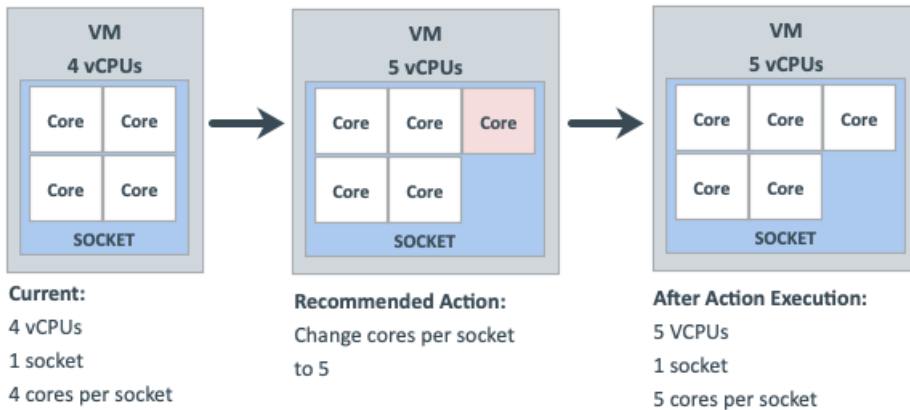 VM
4 vCPUs
Core Core
Core Core
SOCKET
Current:
4 vCPUs
1 socket
4 cores per socket
VM
5 vCPUs
Core Core Core
Core Core
SOCKET
Recommended Action:
Change cores per socket
to 5
VM
5 vCPUs
Core Core Core
Core Core
SOCKET
After Action Execution:
5 VCPUs
1 socket
5 cores per socket